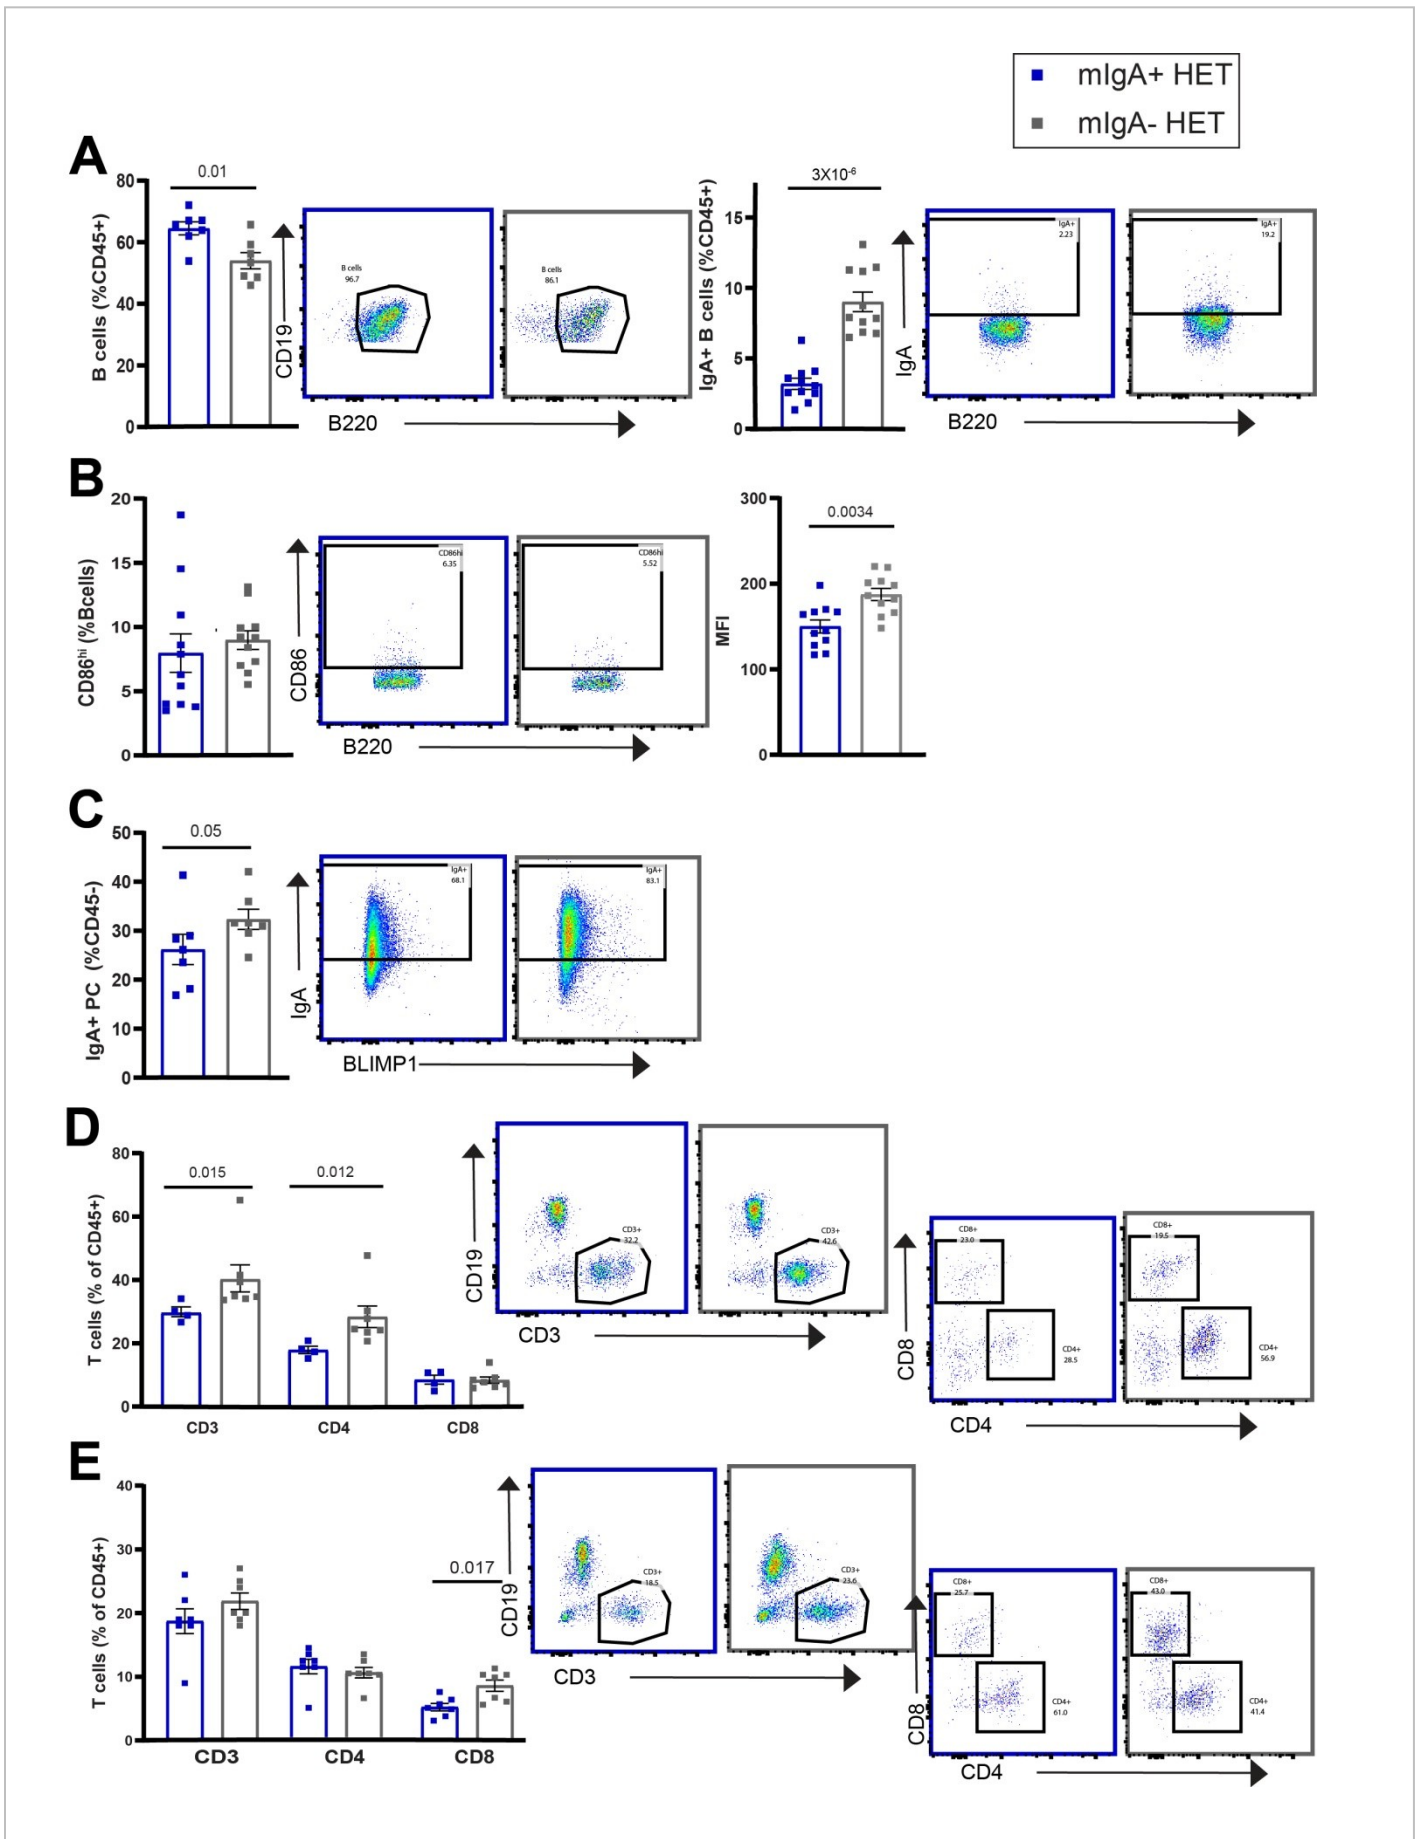 mIgA+ HET
mIgA- HET
A
B cells (%CD45+)
80
60
40
20
0
0.01
CD19
B cells
96.7
B cells
86.1
B220
IgA+ B cells (%CD45+)
15
10
5
0
3X10-6
IgA
IgA+
2.23
IgA+
19.2
B220
B
CD86hi (%Bcells)
20
15
10
5
0
CD86
CD86hi
6.35
CD86hi
5.52
B220
MFI
300
200
100
0
0.0034
C
IgA+ PC (%CD45-)
50
40
30
20
10
0
0.05
IgA
IgA+
68.1
IgA+
83.1
BLIMP1
D
T cells (% of CD45+)
80
60
40
20
0
0.015
0.012
CD3
CD4
CD8
CD19
CD3+
32.2
CD3+
42.6
CD3
CD8
CD8+
23.0
CD4+
28.5
CD8+
19.5
CD4+
56.9
CD4
E
T cells (% of CD45+)
40
30
20
10
0
0.017
CD3
CD4
CD8
CD19
CD3+
18.5
CD3+
23.6
CD3
CD8
CD8+
25.7
CD4+
61.0
CD8+
43.0
CD4+
41.4
CD4